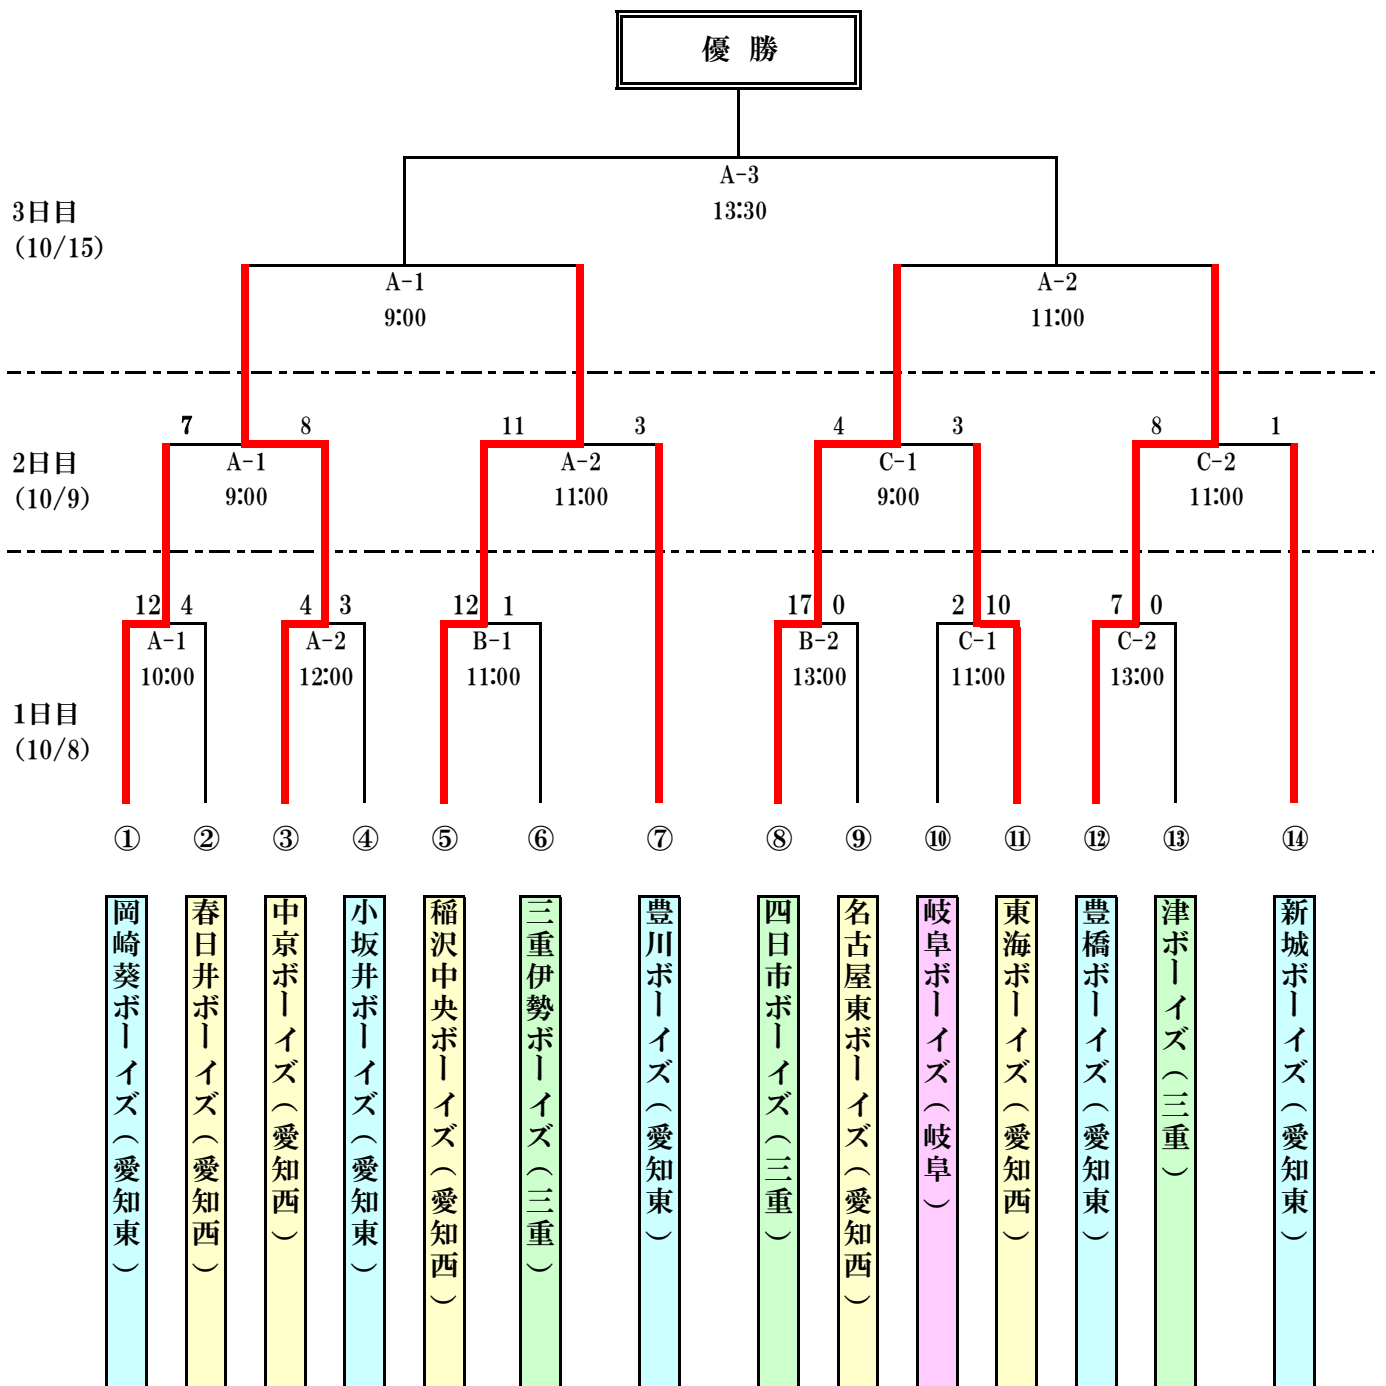 優 勝
A-3
13:30
3日目
(10/15)
A-1
9:00
A-2
11:00
7 8 11 3 4 3 8 1
2日目
(10/9)
A-1
9:00
A-2
11:00
C-1
9:00
C-2
11:00
12 4 4 3 12 1 17 0 2 10 7 0
A-1
10:00
A-2
12:00
B-1
11:00
B-2
13:00
C-1
11:00
C-2
13:00
1日目
(10/8)
① ② ③ ④ ⑤ ⑥ ⑦ ⑧ ⑨ ⑩ ⑪ ⑫ ⑬ ⑭
岡崎葵ボーイズ(愛知東)
春日井ボーイズ(愛知西)
中京ボーイズ(愛知西)
小坂井ボーイズ(愛知東)
稲沢中央ボーイズ(愛知西)
三重伊勢ボーイズ(三重)
豊川ボーイズ(愛知東)
四日市ボーイズ(三重)
名古屋東ボーイズ(愛知西)
岐阜ボーイズ(岐阜)
東海ボーイズ(愛知西)
豊橋ボーイズ(愛知東)
津ボーイズ(三重)
新城ボーイズ(愛知東)